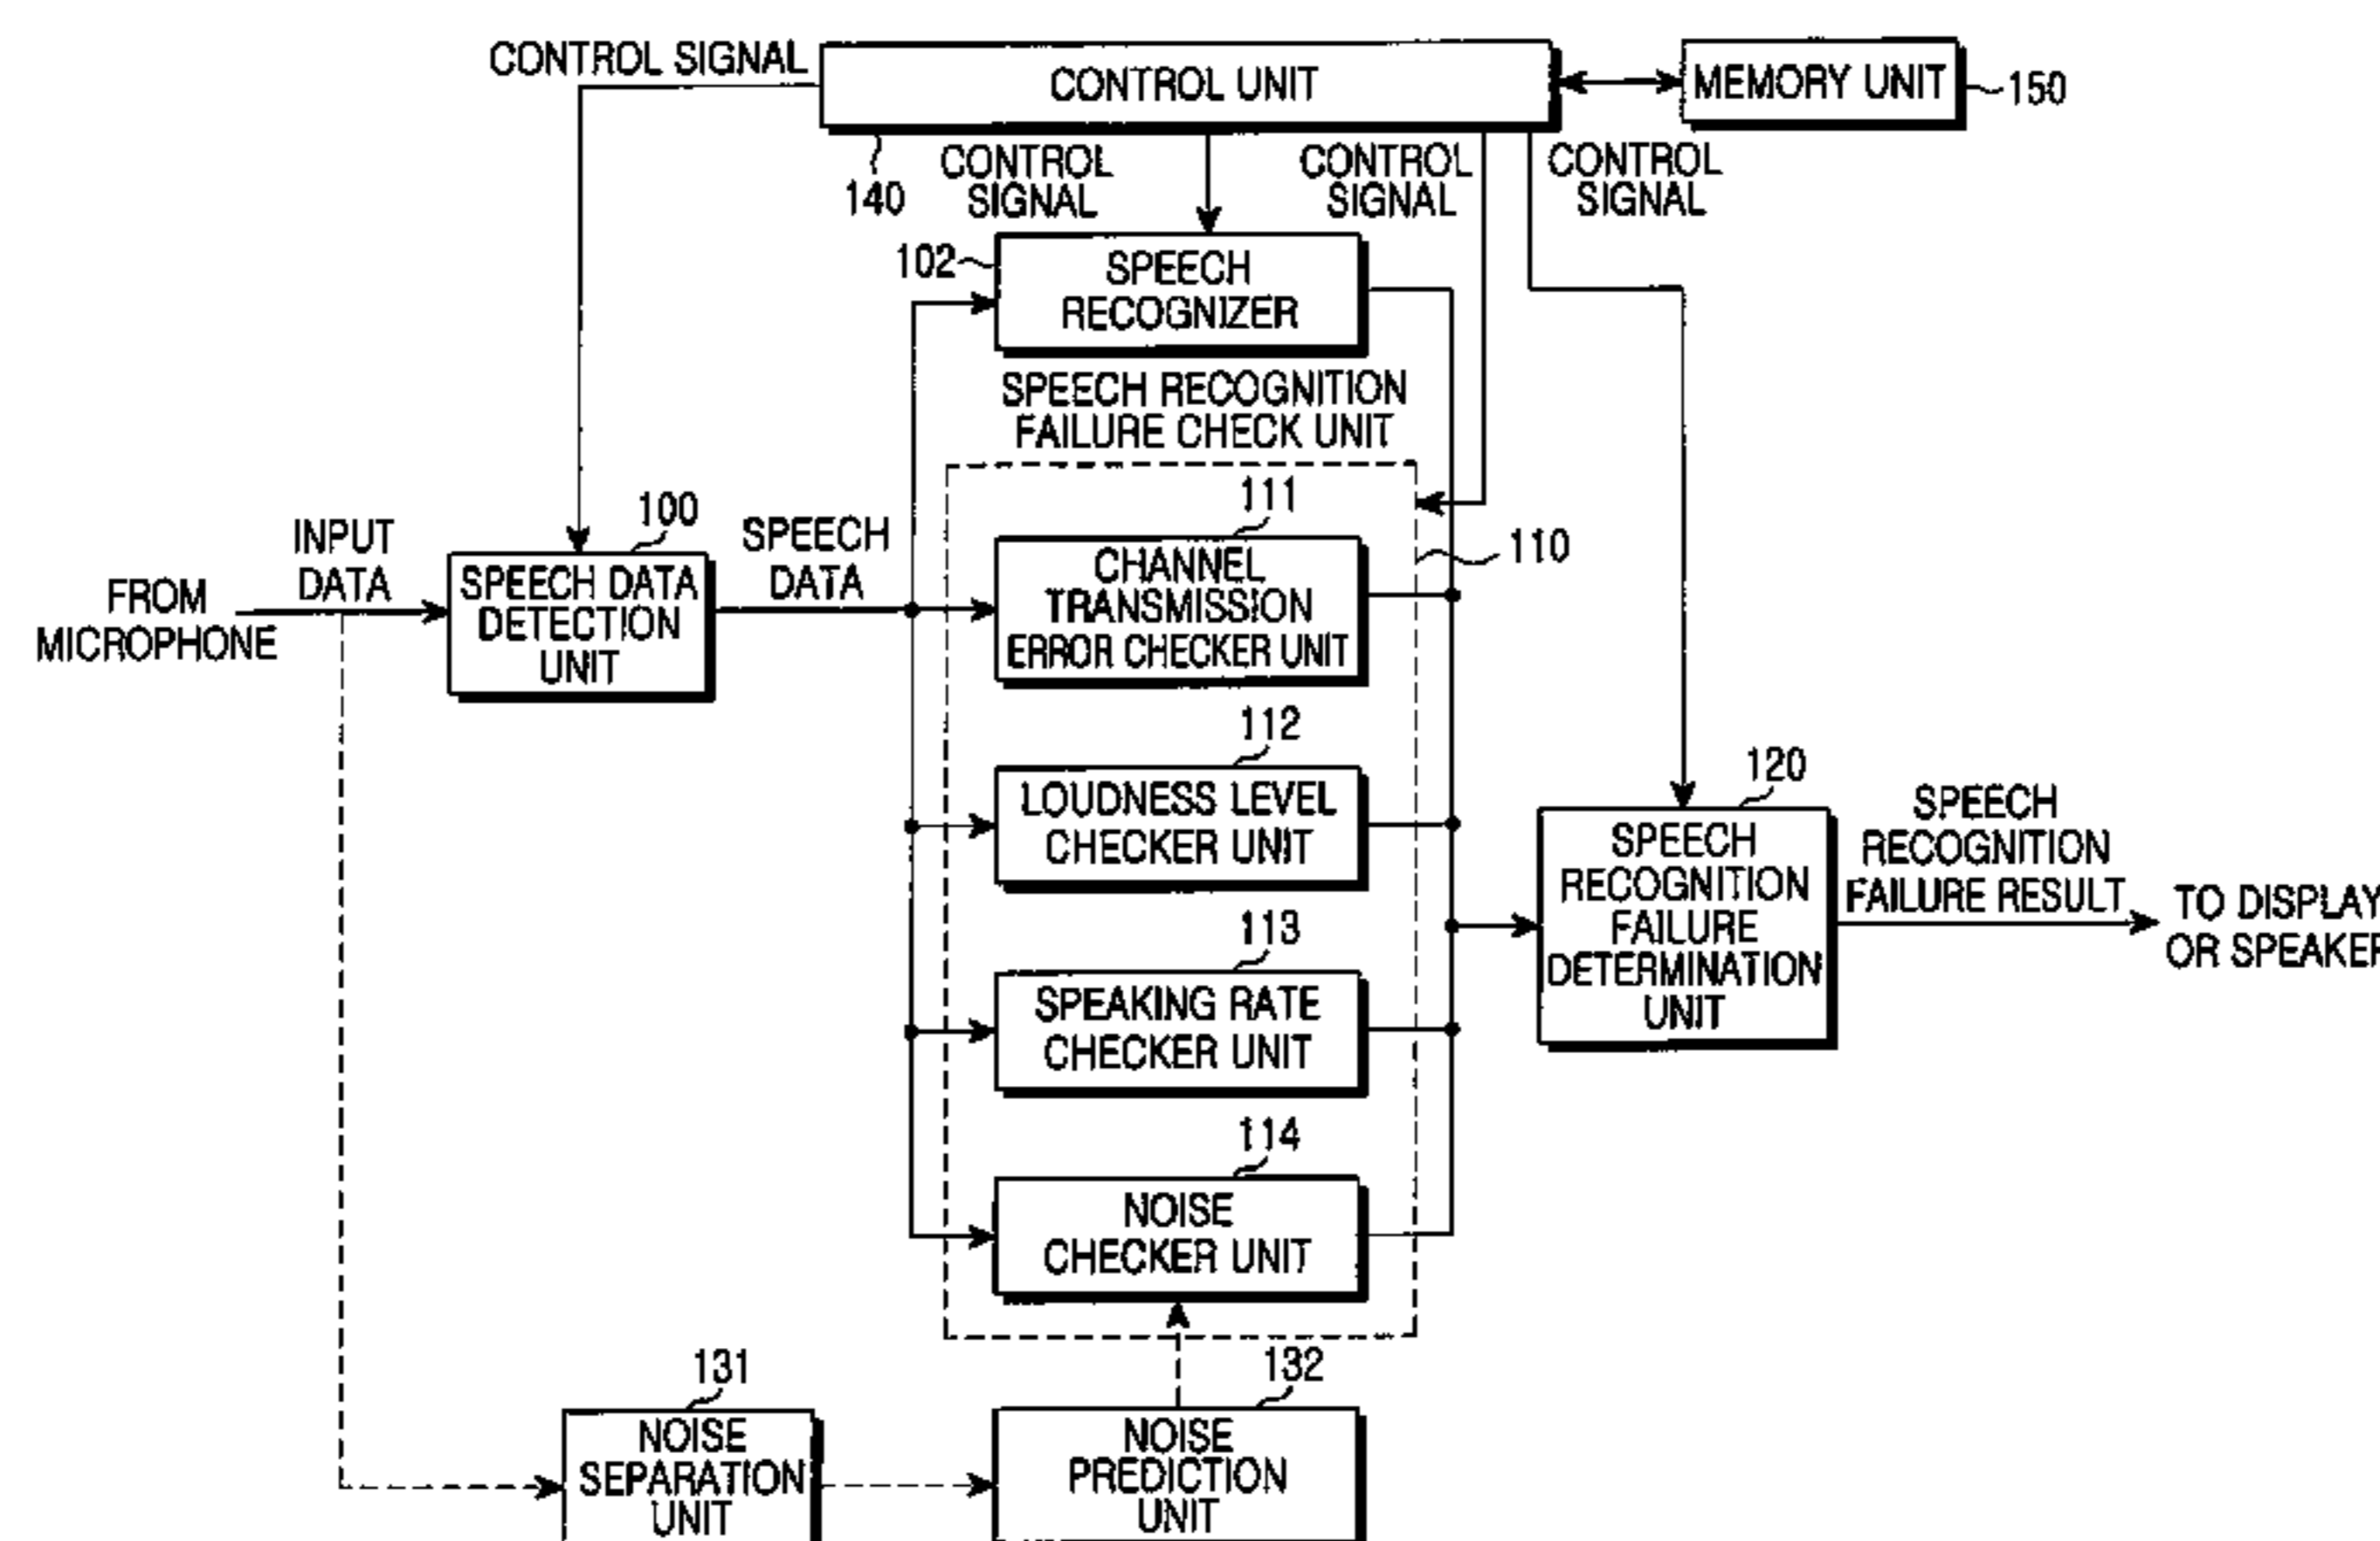 CONTROL SIGNAL
CONTROL UNIT
MEMORY UNIT
150
140
CONTROL
SIGNAL
CONTROL
SIGNAL
CONTROL
SIGNAL
102
SPEECH
RECOGNIZER
SPEECH RECOGNITION
FAILURE CHECK UNIT
FROM
MICROPHONE
INPUT
DATA
100
SPEECH DATA
DETECTION
UNIT
SPEECH
DATA
111
CHANNEL
TRANSMISSION
ERROR CHECKER UNIT
110
112
LOUDNESS LEVEL
CHECKER UNIT
113
SPEAKING RATE
CHECKER UNIT
114
NOISE
CHECKER UNIT
120
SPEECH
RECOGNITION
FAILURE
DETERMINATION
UNIT
SPEECH
RECOGNITION
FAILURE RESULT
TO DISPLAY
OR SPEAKER
131
NOISE
SEPARATION
UNIT
132
NOISE
PREDICTION
UNIT